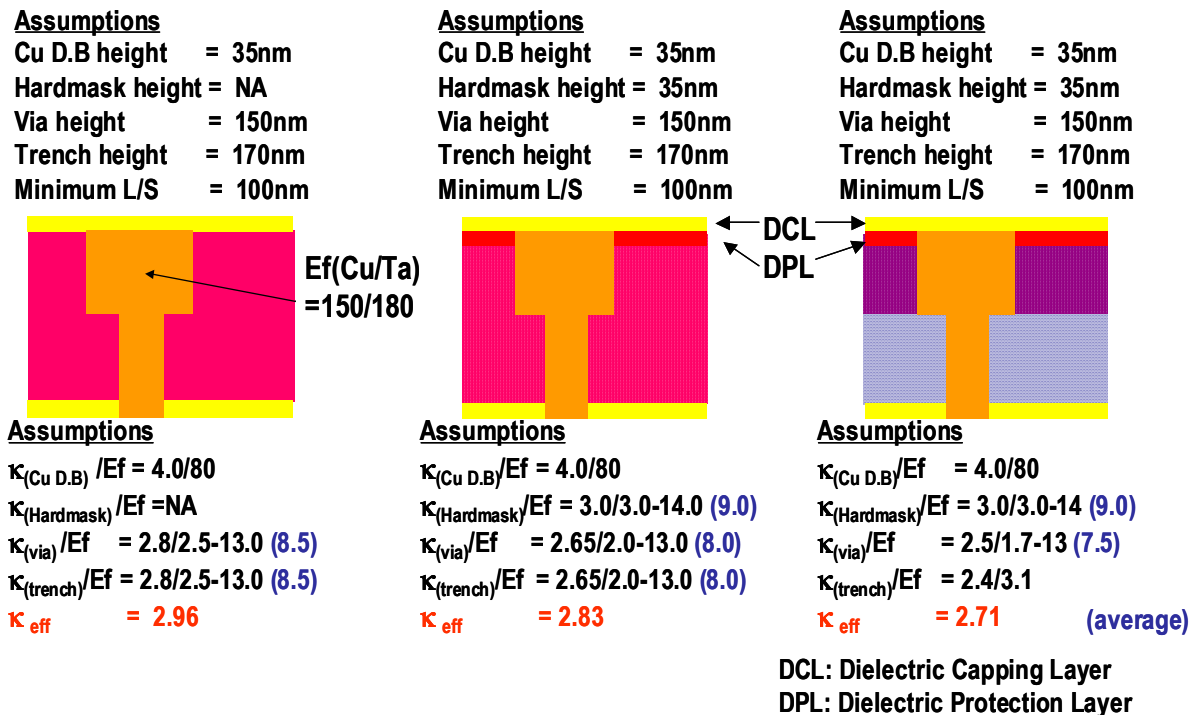 Assumptions
Cu D.B height = 35nm
Hardmask height = NA
Via height = 150nm
Trench height = 170nm
Minimum L/S = 100nm
Assumptions
Cu D.B height = 35nm
Hardmask height = 35nm
Via height = 150nm
Trench height = 170nm
Minimum L/S = 100nm
Assumptions
Cu D.B height = 35nm
Hardmask height = 35nm
Via height = 150nm
Trench height = 170nm
Minimum L/S = 100nm
Ef(Cu/Ta)
=150/180
DCL
DPL
Assumptions
κ(Cu D.B) /Ef = 4.0/80
κ(Hardmask) /Ef =NA
κ(via)/Ef = 2.8/2.5-13.0 (8.5)
κ(trench)/Ef = 2.8/2.5-13.0 (8.5)
κ eff = 2.96
Assumptions
κ(Cu D.B)/Ef = 4.0/80
κ(Hardmask)/Ef = 3.0/3.0-14.0 (9.0)
κ(via)/Ef = 2.65/2.0-13.0 (8.0)
κ(trench)/Ef = 2.65/2.0-13.0 (8.0)
κ eff = 2.83
Assumptions
κ(Cu D.B)/Ef = 4.0/80
κ(Hardmask)/Ef = 3.0/3.0-14 (9.0)
κ(via)/Ef = 2.5/1.7-13 (7.5)
κ(trench)/Ef = 2.4/3.1
κ eff = 2.71 (average)
DCL: Dielectric Capping Layer
DPL: Dielectric Protection Layer